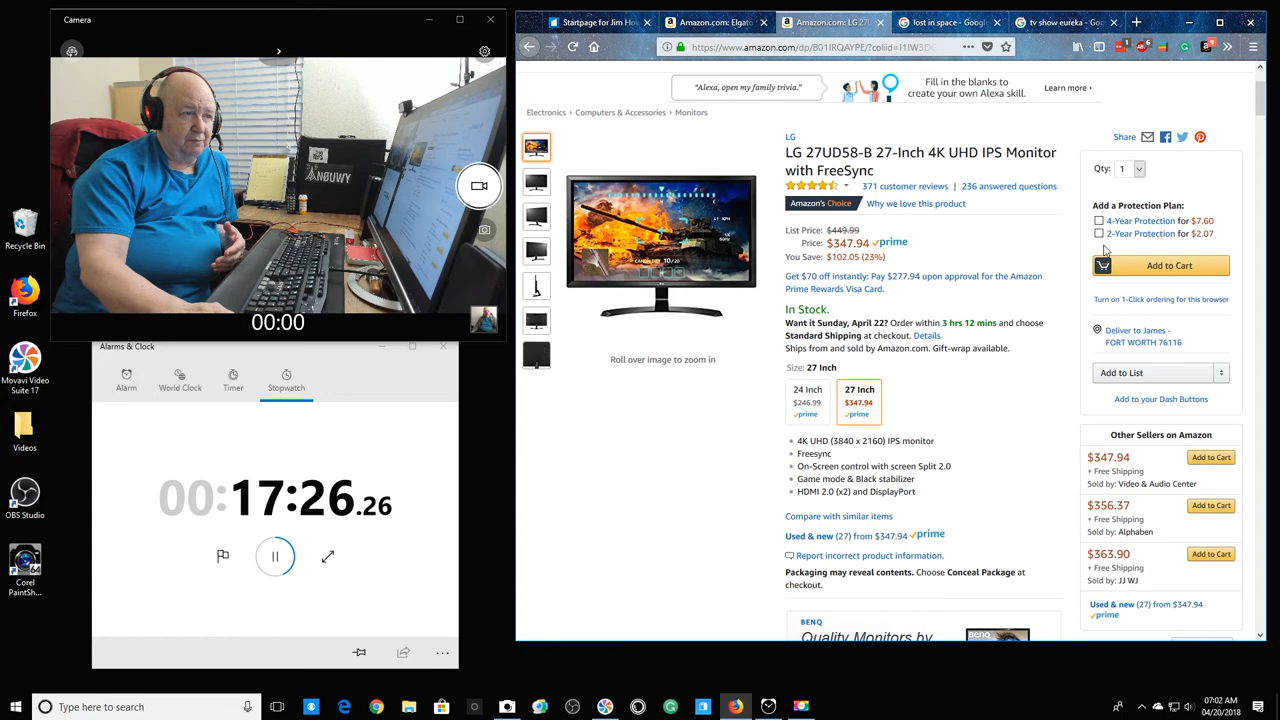 Camera
00:00
Recycle Bin
Firefox
Movavi Video
Suite 17
Videos
OBS Studio
Corel
PaintSh...
Alarms & Clock
Alarm
World Clock
Timer
Stopwatch
00:17:26.26
Startpage for Jim Ho
Amazon.com: Elgato
Amazon.com: LG 27U
lost in space - Google
tv show eureka - Goog
https://www.amazon.com/dp/B01IRQAYPE/?coliid=I1IW3DG
"Alexa, open my family trivia."
Fill in the blanks to
create your own Alexa skill.
Learn more ›
Electronics › Computers & Accessories › Monitors
LG
LG 27UD58-B 27-Inch 4K UHD IPS Monitor
with FreeSync
371 customer reviews | 236 answered questions
Amazon's Choice Why we love this product
List Price: $449.99
Price: $347.94 prime
You Save: $102.05 (23%)
Get $70 off instantly: Pay $277.94 upon approval for the Amazon
Prime Rewards Visa Card.
In Stock.
Want it Sunday, April 22? Order within 3 hrs 12 mins and choose
Standard Shipping at checkout. Details
Ships from and sold by Amazon.com. Gift-wrap available.
Size: 27 Inch
24 Inch
$246.99
prime
27 Inch
$347.94
prime
4K UHD (3840 x 2160) IPS monitor
Freesync
On-Screen control with screen Split 2.0
Game mode & Black stabilizer
HDMI 2.0 (x2) and DisplayPort
Compare with similar items
Used & new (27) from $347.94 prime
Report incorrect product information.
Packaging may reveal contents. Choose Conceal Package at
checkout.
BENQ
Quality Monitors by
BenQ
Roll over image to zoom in
Share
Qty: 1
Add a Protection Plan:
4-Year Protection for $7.60
2-Year Protection for $2.07
Add to Cart
Turn on 1-Click ordering for this browser
Deliver to James -
FORT WORTH 76116
Add to List
Add to your Dash Buttons
Other Sellers on Amazon
$347.94 Add to Cart
+ Free Shipping
Sold by: Video & Audio Center
$356.37 Add to Cart
+ Free Shipping
Sold by: Alphaben
$363.90 Add to Cart
+ Free Shipping
Sold by: JJ WJ
Used & new (27) from $347.94
prime
Type here to search
07:02 AM
04/20/2018